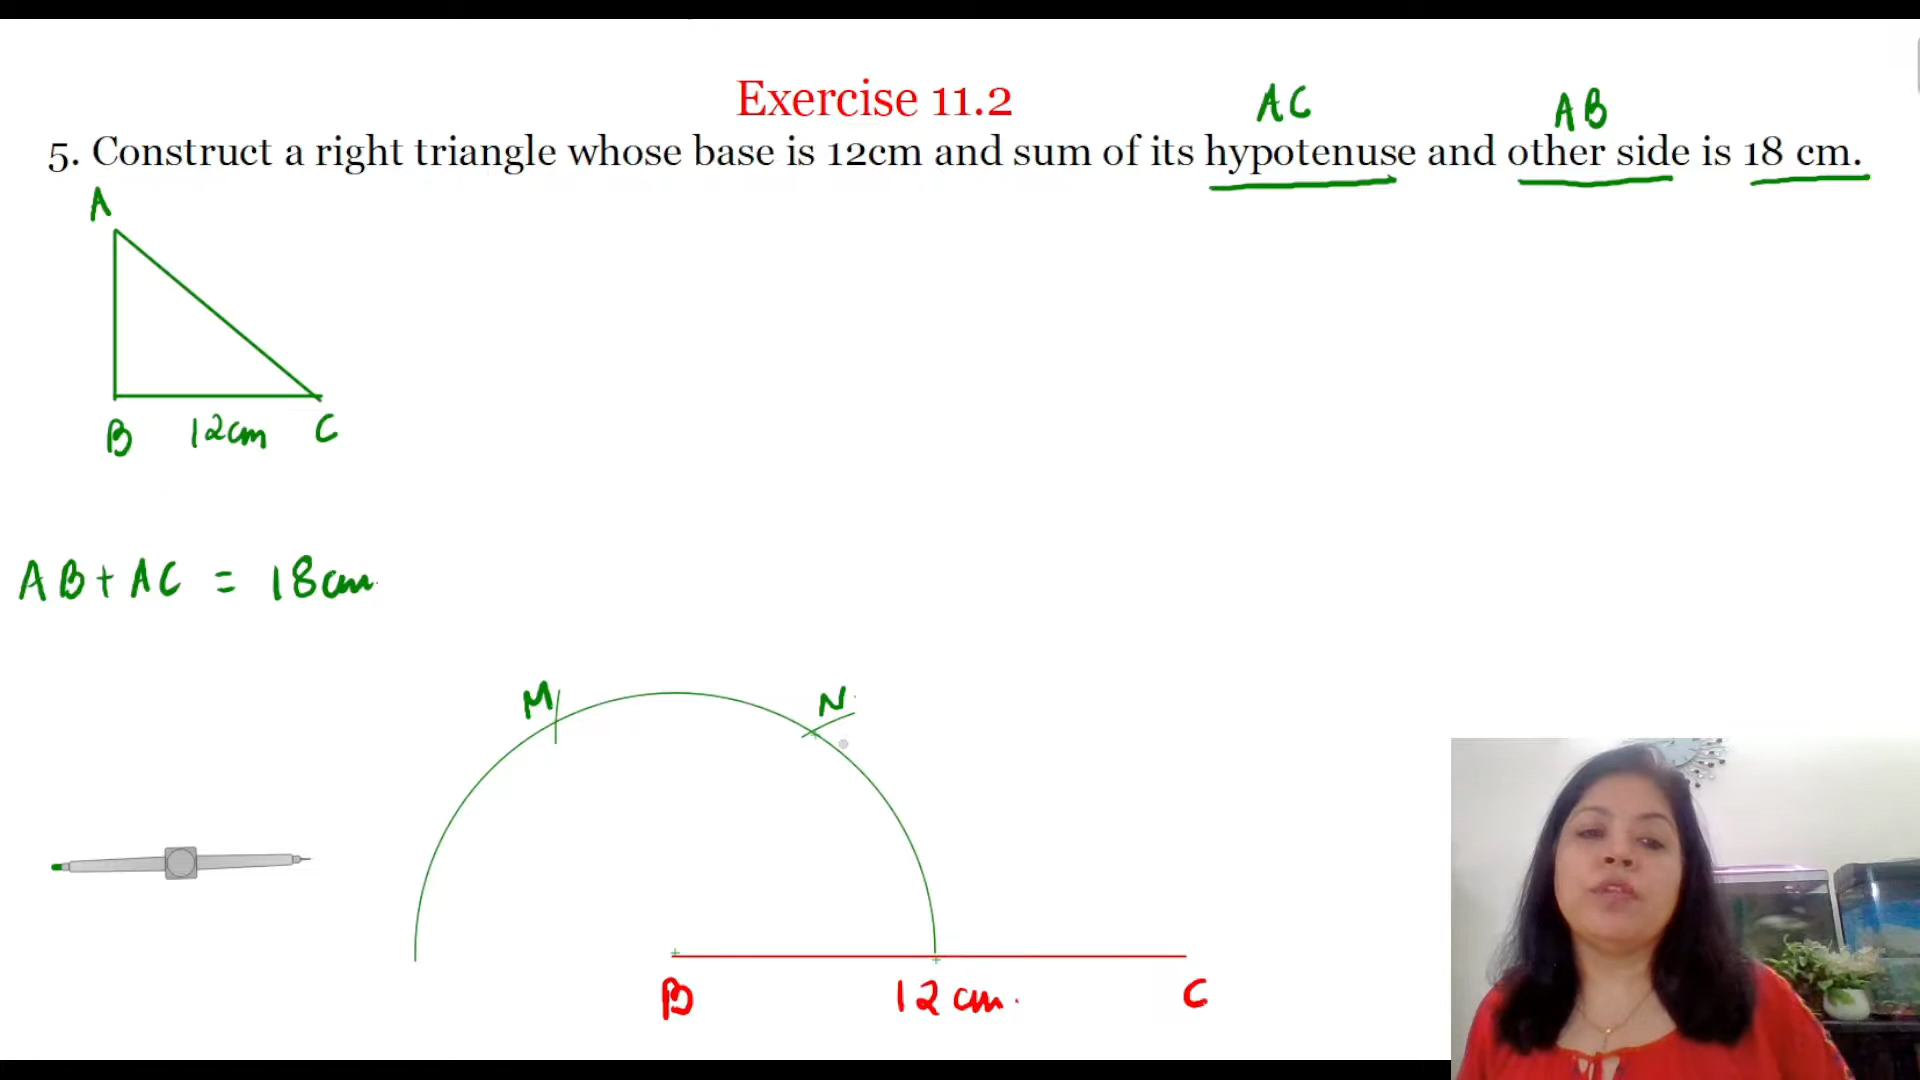 Exercise 11.2
AC AB
5. Construct a right triangle whose base is 12cm and sum of its hypotenuse and other side is 18 cm.
A
B 12cm C
AB+AC = 18cm
M N
B 12 cm. C